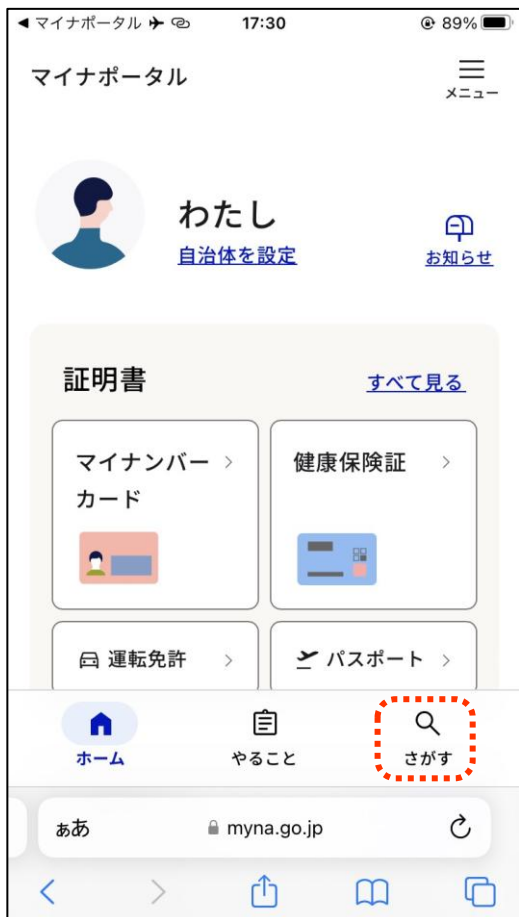 ◀マイナポータル 17:30 89%
マイナポータル
メニュー
わたし
自治体を設定
お知らせ
証明書
すべて見る
マイナンバー
カード
健康保険証
運転免許
パスポート
ホーム
やること
さがす
ぁあ
myna.go.jp